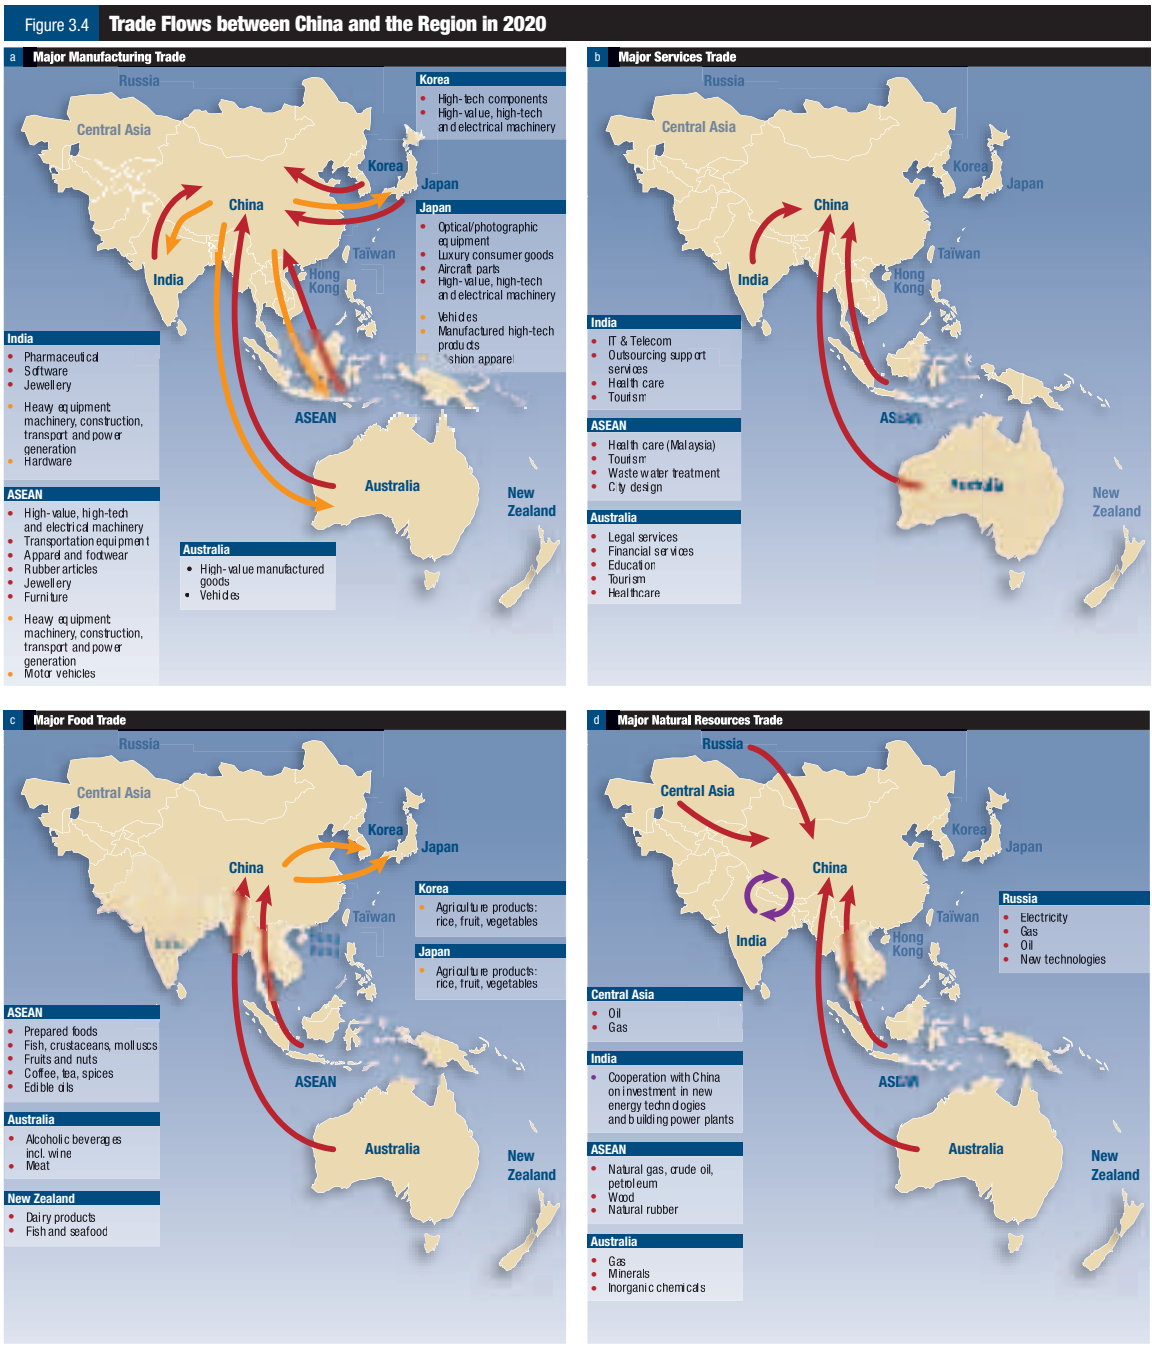 Figure 3.4 Trade Flows between China and the Region in 2020
a Major Manufacturing Trade
Russia
Central Asia
Korea
Japan
China
Taïwan
Hong
Kong
India
ASEAN
Australia
New
Zealand
Korea
• High-tech components
• High-value, high-tech
and electrical machinery
Japan
• Optical/photographic
equipment
• Luxury consumer goods
• Aircraft parts
• High-value, high-tech
and electrical machinery
• Vehicles
• Manufactured high-tech
products
apparel
India
• Pharmaceutical
• Software
• Jewellery
• Heavy equipment:
machinery, construction,
transport and power
generation
• Hardware
ASEAN
• High-value, high-tech
and electrical machinery
• Transportation equipment
• Apparel and footwear
• Rubber articles
• Jewellery
• Furniture
• Heavy equipment:
machinery, construction,
transport and power
generation
• Motor vehicles
Australia
• High-value manufactured
goods
• Vehicles
b Major Services Trade
Central Asia
Korea
Japan
China
Taïwan
Hong
Kong
India
New
Zealand
India
• IT & Telecom
• Outsourcing support
services
• Health care
• Tourism
ASEAN
• Health care (Malaysia)
• Tourism
• Waste water treatment
• City design
Australia
• Legal services
• Financial services
• Education
• Tourism
• Healthcare
c Major Food Trade
Russia
Central Asia
Korea
Japan
China
Taïwan
ASEAN
Australia
New
Zealand
Korea
• Agriculture products:
rice, fruit, vegetables
Japan
• Agriculture products:
rice, fruit, vegetables
ASEAN
• Prepared foods
• Fish, crustaceans, molluscs
• Fruits and nuts
• Coffee, tea, spices
• Edible oils
Australia
• Alcoholic beverages
incl. wine
• Meat
New Zealand
• Dairy products
• Fish and seafood
d Major Natural Resources Trade
Russia
Central Asia
Korea
Japan
China
Taïwan
Hong
Kong
India
Australia
New
Zealand
Russia
• Electricity
• Gas
• Oil
• New technologies
Central Asia
• Oil
• Gas
India
• Cooperation with China
on investment in new
energy technologies
and building power plants
ASEAN
• Natural gas, crude oil,
petroleum
• Wood
• Natural rubber
Australia
• Gas
• Minerals
• Inorganic chemicals